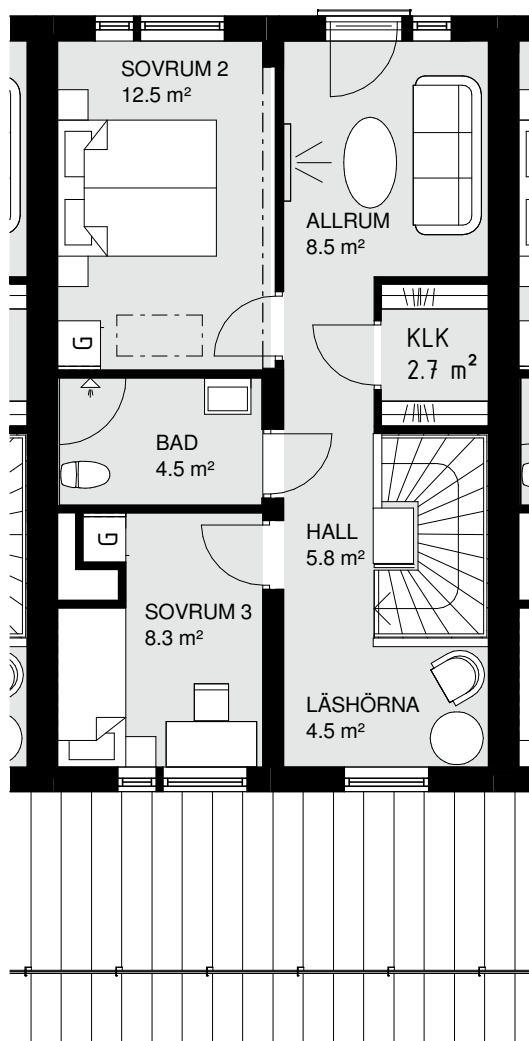 SOVRUM 2
12.5 m²
ALLRUM
8.5 m²
G
KLK
2.7 m²
BAD
4.5 m²
G
HALL
5.8 m²
SOVRUM 3
8.3 m²
LÄSHÖRNA
4.5 m²